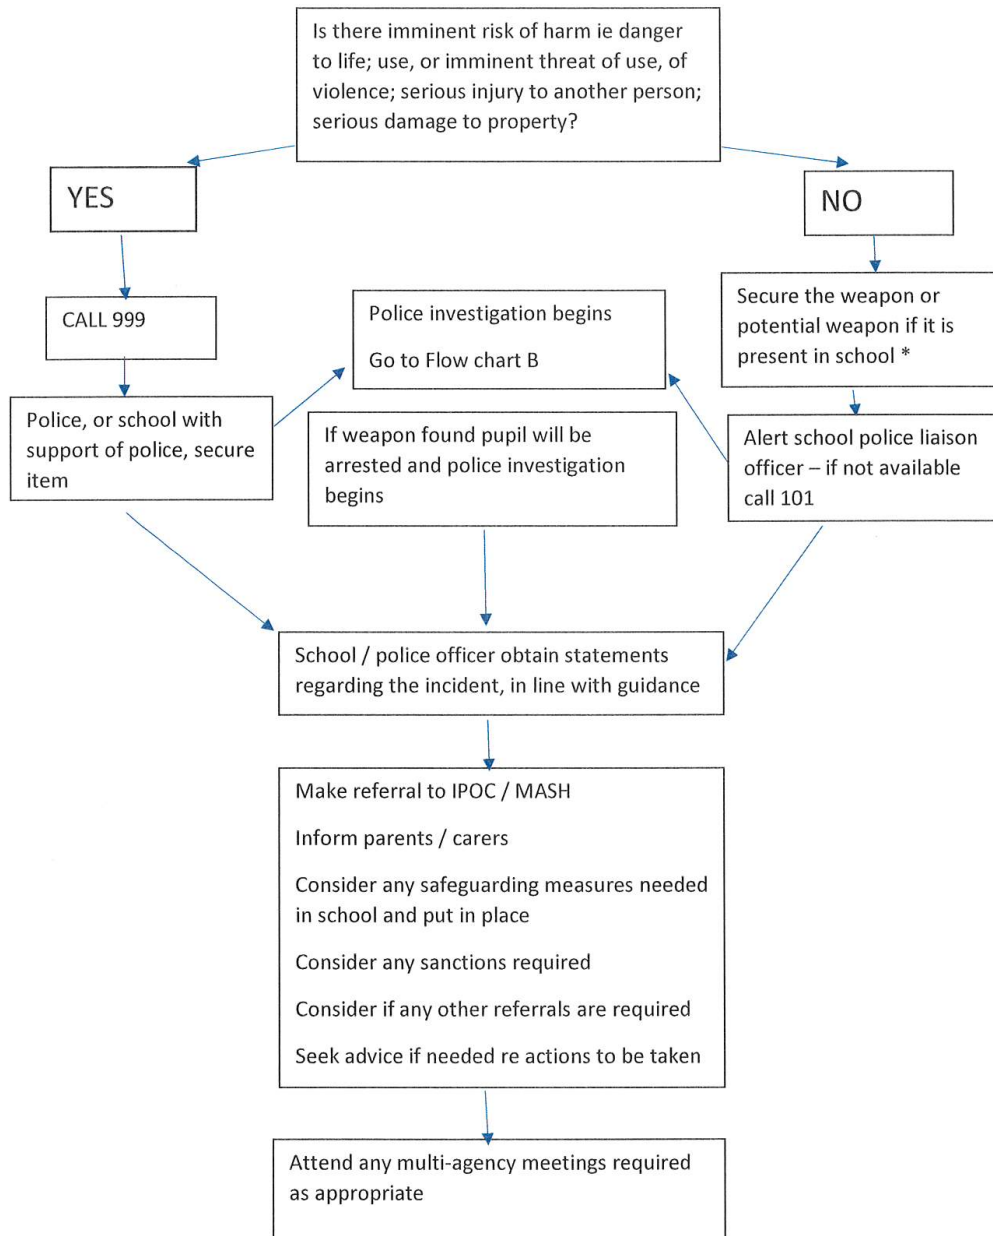 Is there imminent risk of harm ie danger
to life; use, or imminent threat of use, of
violence; serious injury to another person;
serious damage to property?
YES
NO
CALL 999
Police investigation begins
Go to Flow chart B
Secure the weapon or
potential weapon if it is
present in school *
Police, or school with
support of police, secure
item
If weapon found pupil will be
arrested and police investigation
begins
Alert school police liaison
officer – if not available
call 101
School / police officer obtain statements
regarding the incident, in line with guidance
Make referral to IPOC / MASH
Inform parents / carers
Consider any safeguarding measures needed
in school and put in place
Consider any sanctions required
Consider if any other referrals are required
Seek advice if needed re actions to be taken
Attend any multi-agency meetings required
as appropriate